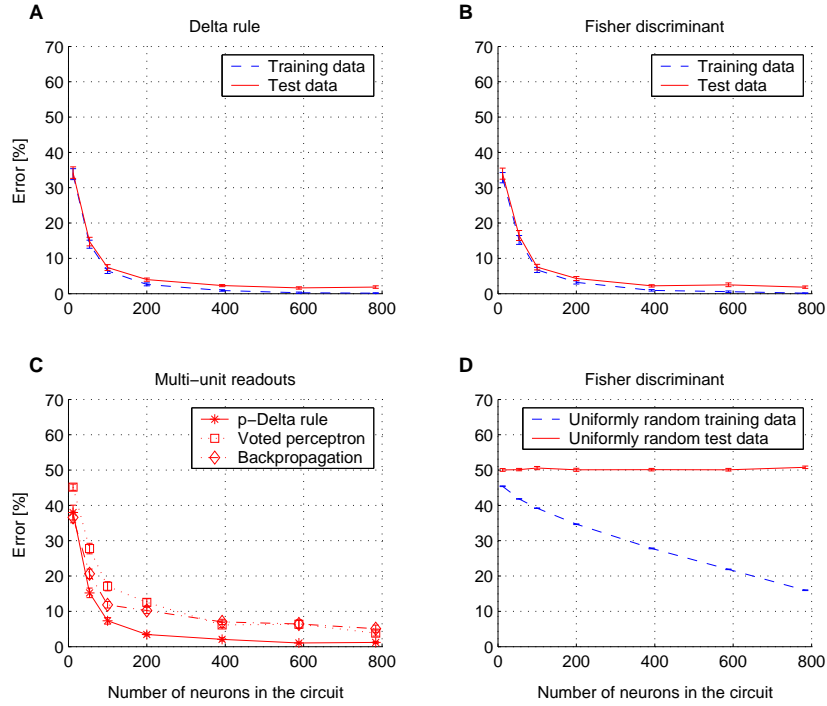 A
Delta rule
70
60
50
40
30
20
10
0
Error [%]
0 200 400 600 800
Training data
Test data
B
Fisher discriminant
70
60
50
40
30
20
10
0
0 200 400 600 800
Training data
Test data
C
Multi-unit readouts
70
60
50
40
30
20
10
0
Error [%]
0 200 400 600 800
Number of neurons in the circuit
p-Delta rule
Voted perceptron
Backpropagation
D
Fisher discriminant
70
60
50
40
30
20
10
0
0 200 400 600 800
Number of neurons in the circuit
Uniformly random training data
Uniformly random test data